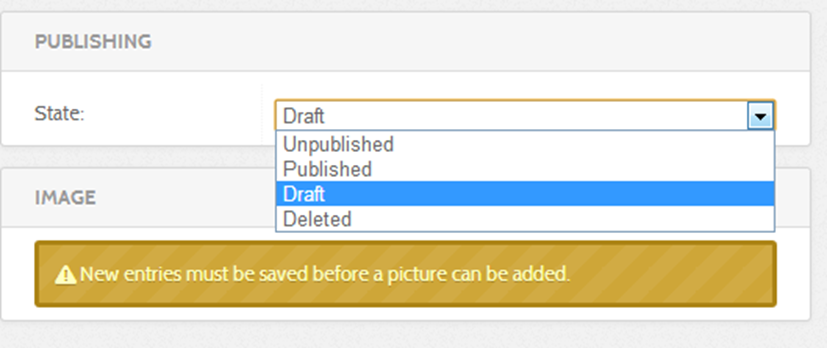 PUBLISHING
State:
Draft
Unpublished
Published
Draft
Deleted
IMAGE
New entries must be saved before a picture can be added.